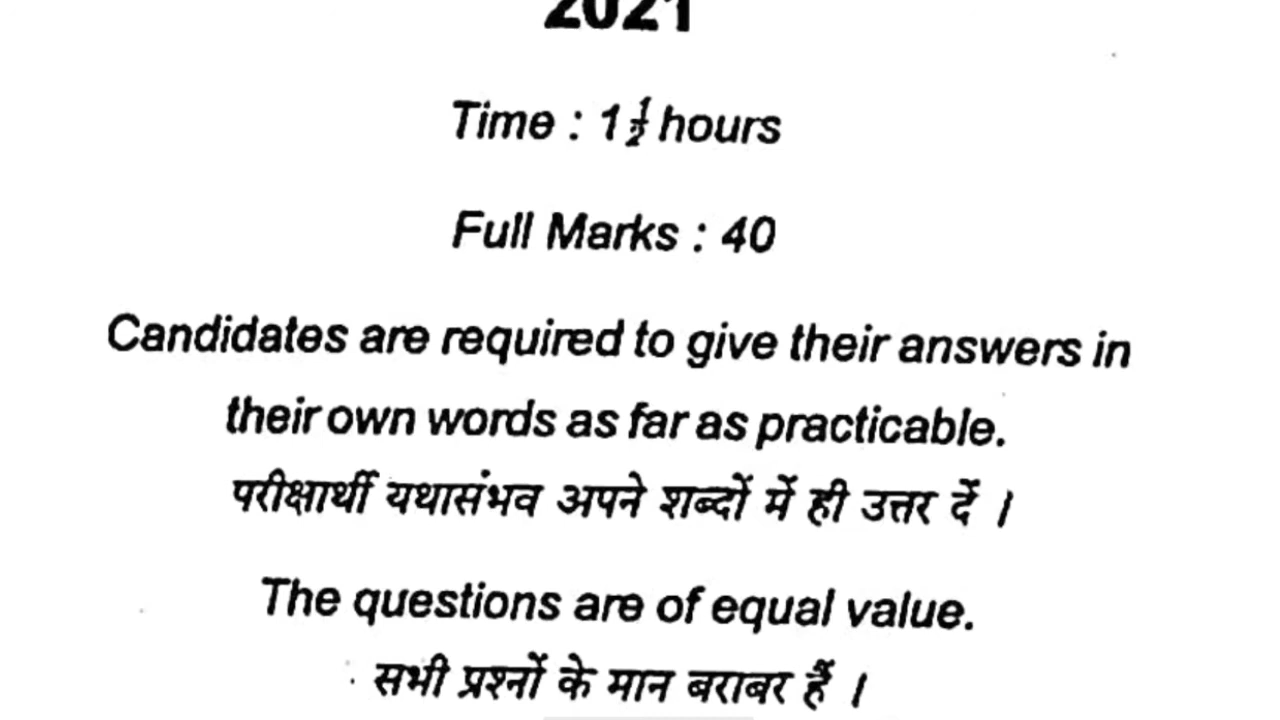 2021
Time : 1 1/2 hours
Full Marks : 40
Candidates are required to give their answers in
their own words as far as practicable.
परीक्षार्थी यथासंभव अपने शब्दों में ही उत्तर दें ।
The questions are of equal value.
सभी प्रश्नों के मान बराबर हैं ।